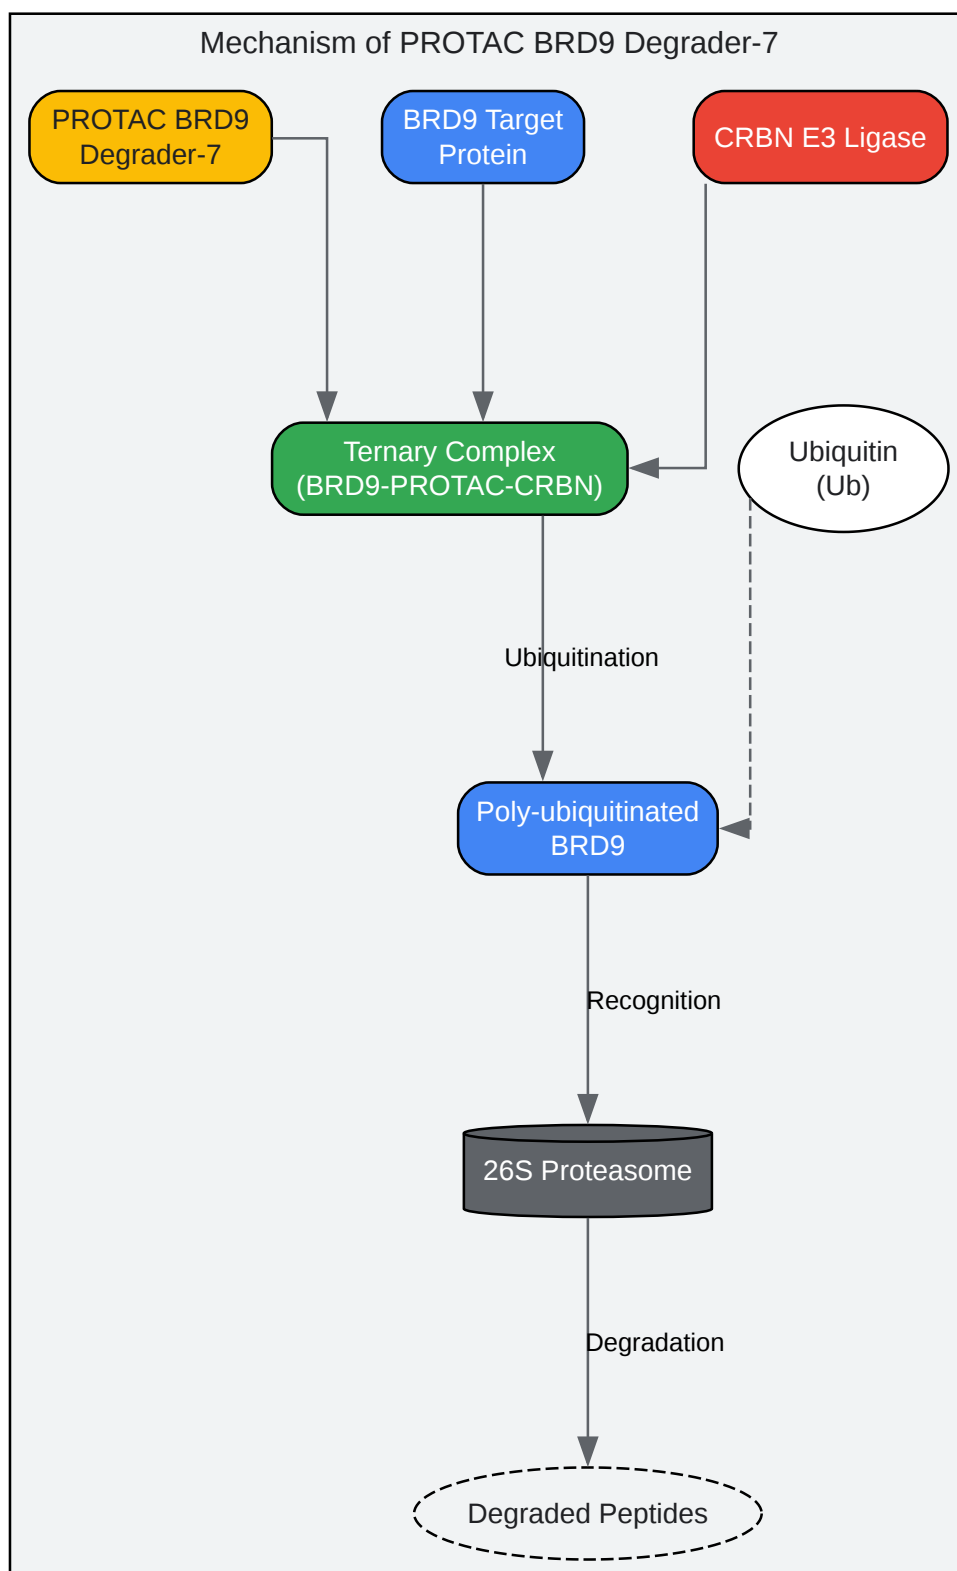 Mechanism of PROTAC BRD9 Degrader-7
PROTAC BRD9
Degrader-7
BRD9 Target
Protein
CRBN E3 Ligase
Ternary Complex
(BRD9-PROTAC-CRBN)
Ubiquitin
(Ub)
Ubiquitination
Poly-ubiquitinated
BRD9
Recognition
26S Proteasome
Degradation
Degraded Peptides